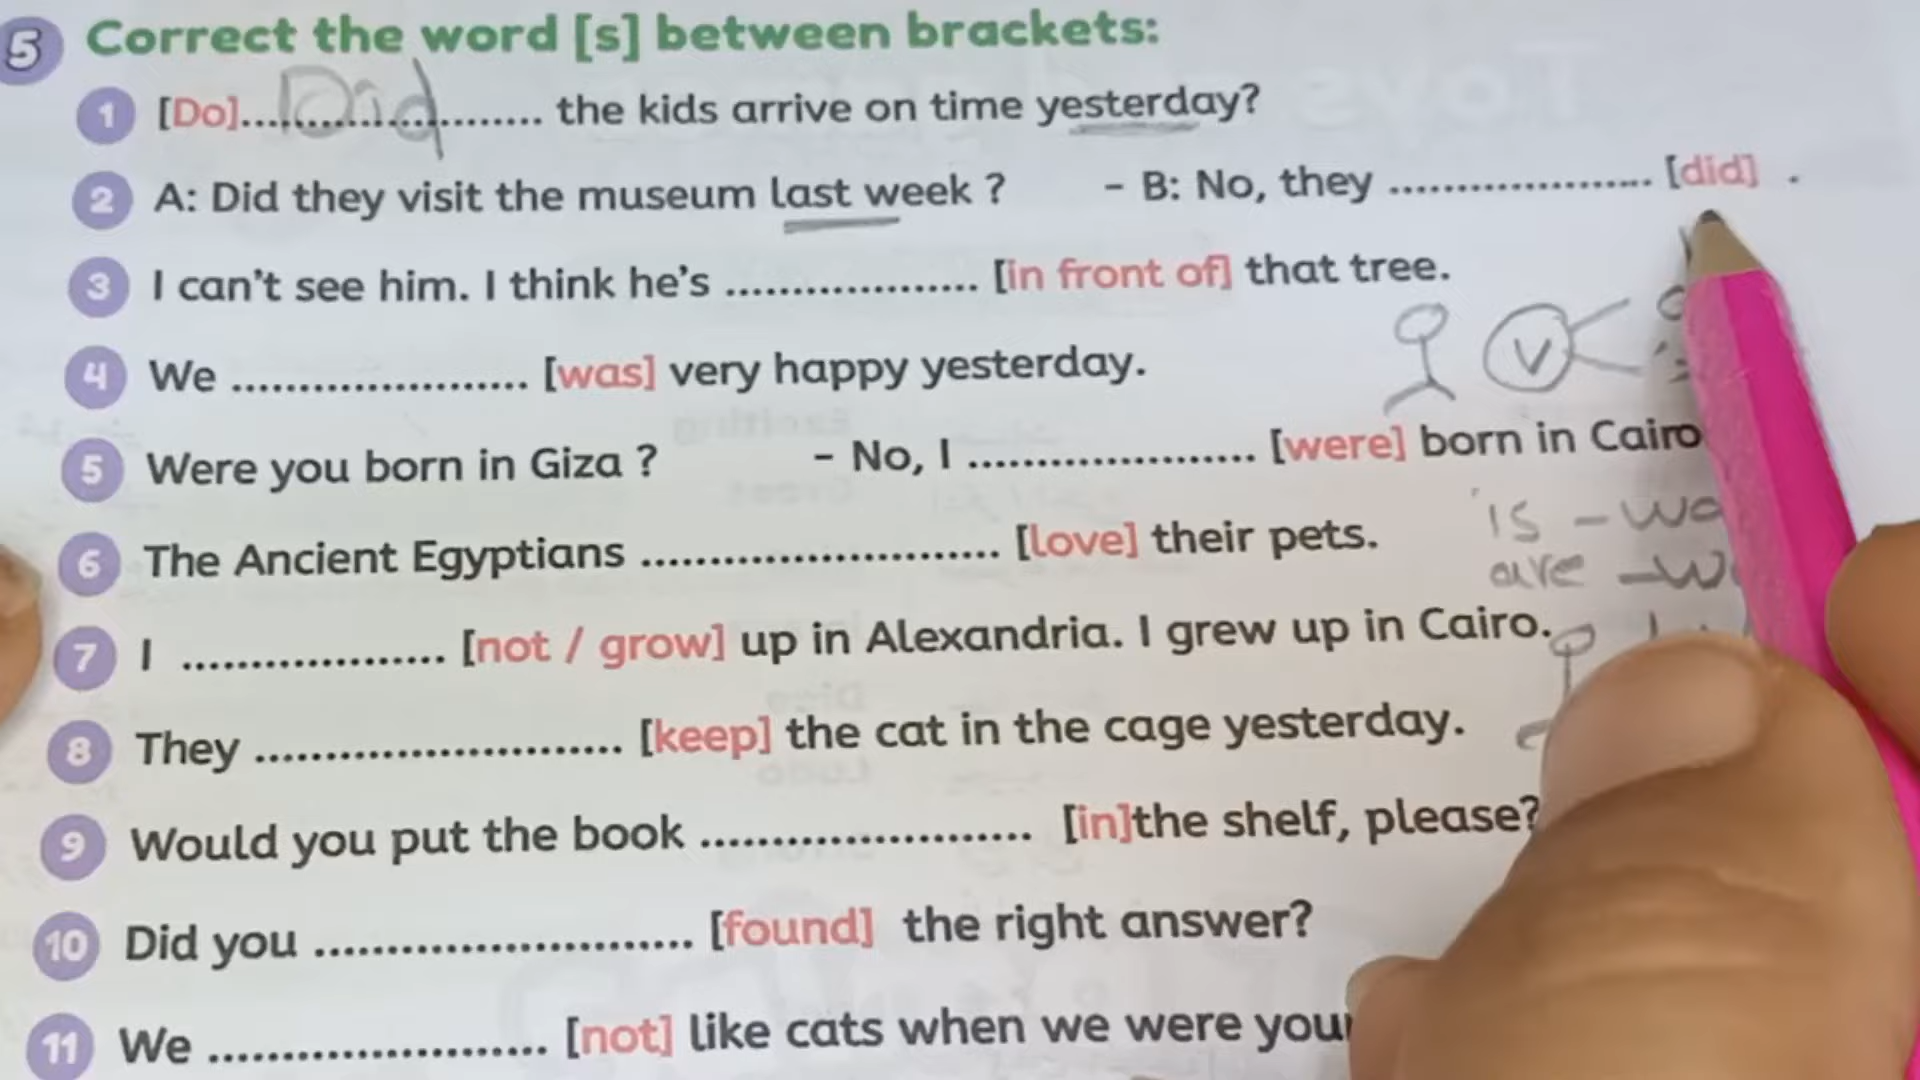 5 Correct the word [s] between brackets:
1 [Do]...................... Did the kids arrive on time yesterday?
2 A: Did they visit the museum last week ? - B: No, they ................... [did] .
3 I can't see him. I think he's ................... [in front of] that tree.
4 We ...................... [was] very happy yesterday.
V
5 Were you born in Giza ? - No, I ..................... [were] born in Cairo
is -
6 The Ancient Egyptians .......................... [love] their pets.
are -
7 I ................... [not / grow] up in Alexandria. I grew up in Cairo.
8 They .......................... [keep] the cat in the cage yesterday.
9 Would you put the book ........................ [in]the shelf, please?
10 Did you ........................... [found] the right answer?
11 We ........................ [not] like cats when we were